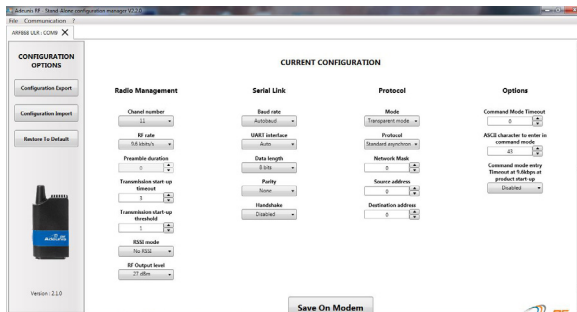 Adeunis RF - Stand-Alone configuration manager V2.2.0
File Communication ?
ARF868 ULR : COM9 X
CONFIGURATION
OPTIONS
Configuration Export
Configuration Import
Restore To Default
ADEUNIS
Version : 2.1.0
CURRENT CONFIGURATION
Radio Management
Chanel number
11
RF rate
9.6 kbits/s
Preamble duration
0
Transmission start-up
timeout
3
Transmission start-up
threshold
1
RSSI mode
No RSSI
RF Output level
27 dBm
Serial Link
Baud rate
Autobaud
UART interface
Auto
Data length
8 bits
Parity
None
Handshake
Disabled
Protocol
Mode
Transparent mode
Protocol
Standard asynchron
Network Mask
0
Source address
0
Destination address
0
Options
Command Mode Timeout
0
ASCII character to enter in
command mode
43
Command mode entry
Timeout at 9.6kbps at
product start-up
Disabled
Save On Modem